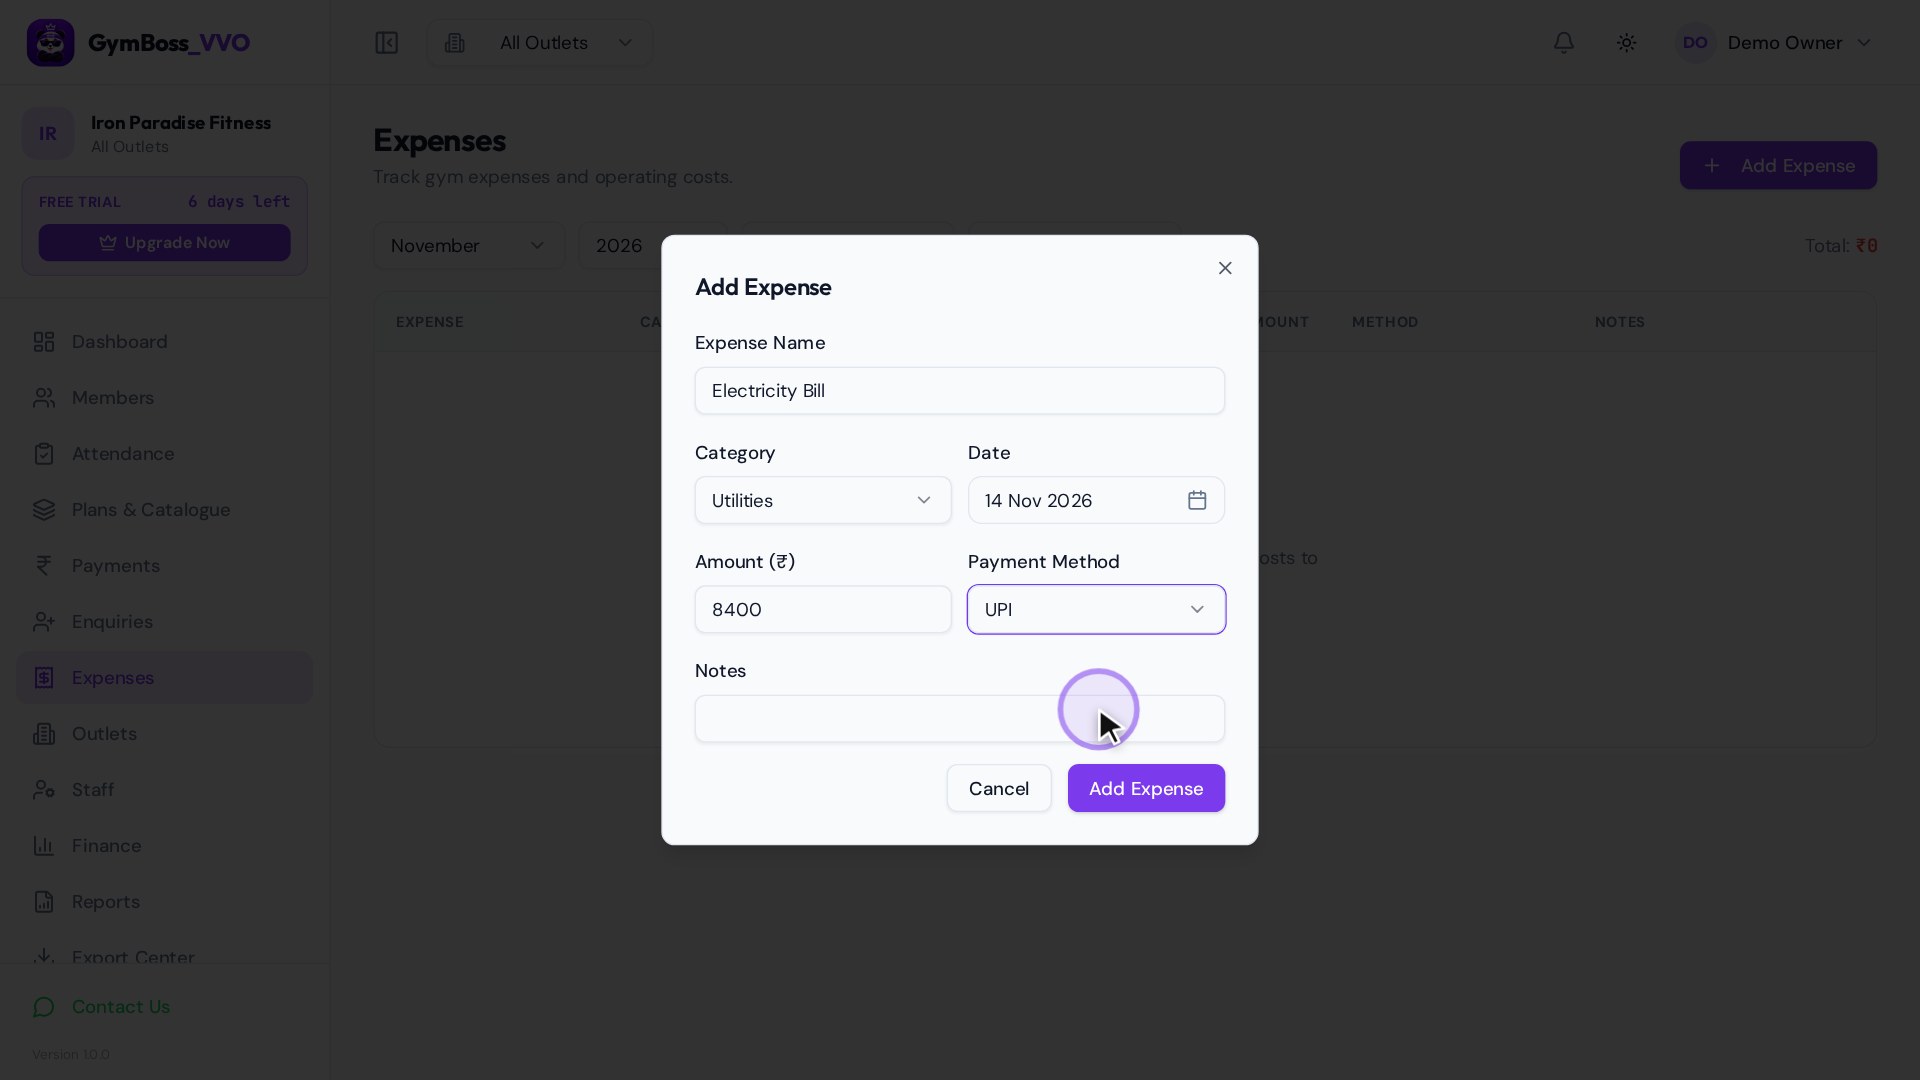 GymBoss_VVO
All Outlets
DO Demo Owner
IR Iron Paradise Fitness
All Outlets
FREE TRIAL 6 days left
Upgrade Now
Dashboard
Members
Attendance
Plans & Catalogue
Payments
Enquiries
Expenses
Outlets
Staff
Finance
Reports
Export Center
Contact Us
Version 1.0.0
Expenses
Track gym expenses and operating costs.
+ Add Expense
November 2026 Total: ₹0
EXPENSE CA MOUNT METHOD NOTES
osts to
Add Expense
Expense Name
Electricity Bill
Category Date
Utilities 14 Nov 2026
Amount (₹) Payment Method
8400 UPI
Notes
Cancel Add Expense